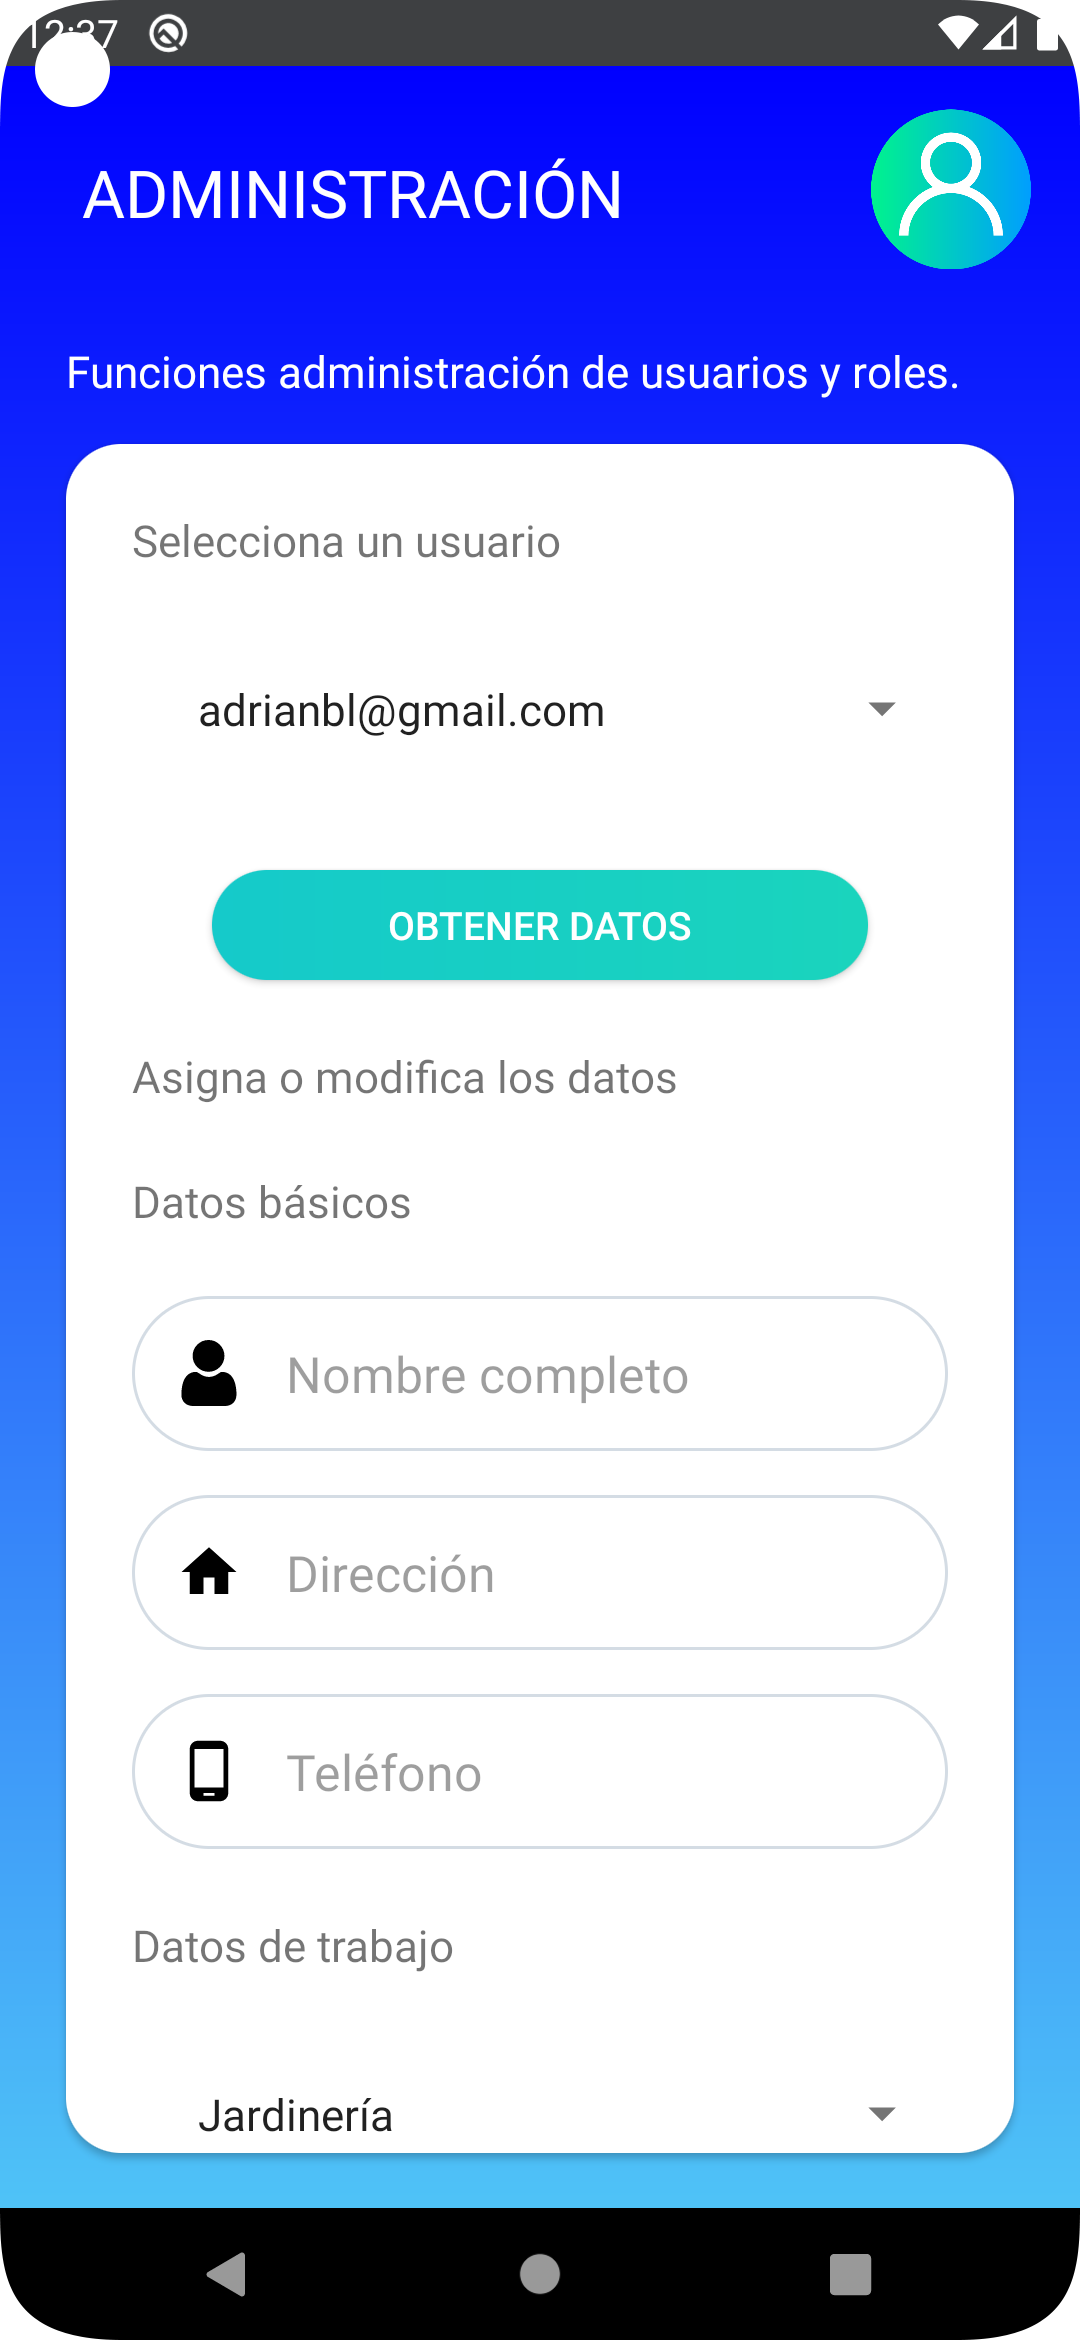 12:37
ADMINISTRACIÓN
Funciones administración de usuarios y roles.
Selecciona un usuario
adrianbl@gmail.com
OBTENER DATOS
Asigna o modifica los datos
Datos básicos
Nombre completo
Dirección
Teléfono
Datos de trabajo
Jardinería